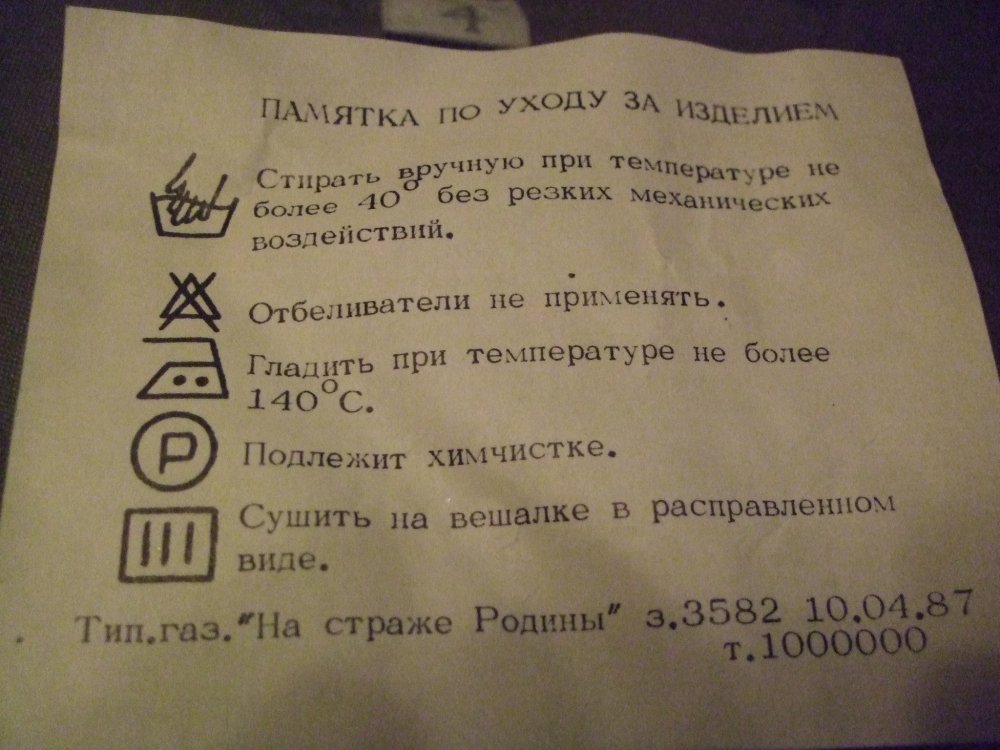 ПАМЯТКА ПО УХОДУ ЗА ИЗДЕЛИЕМ
Стирать вручную при температуре не
более 40° без резких механических
воздействий.
Отбеливатели не применять.
Гладить при температуре не более
140°С.
P
Подлежит химчистке.
Сушить на вешалке в расправленном
виде.
Тип.газ."На страже Родины" з.3582 10.04.87
т.1000000